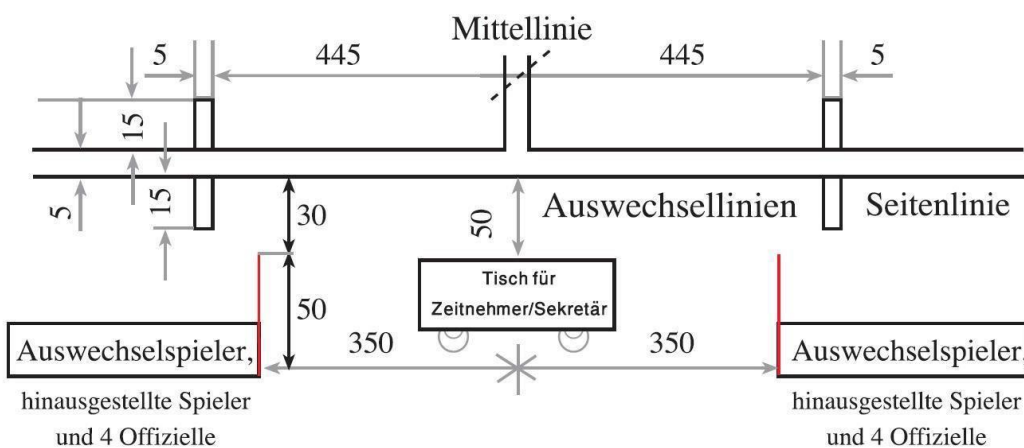 Mittellinie
5 445 445 5
15
5
15
30
50
Auswechsellinien
Seitenlinie
Tisch für
Zeitnehmer/Sekretär
50
350
350
Auswechselspieler,
hinausgestellte Spieler
und 4 Offizielle
Auswechselspieler,
hinausgestellte Spieler
und 4 Offizielle